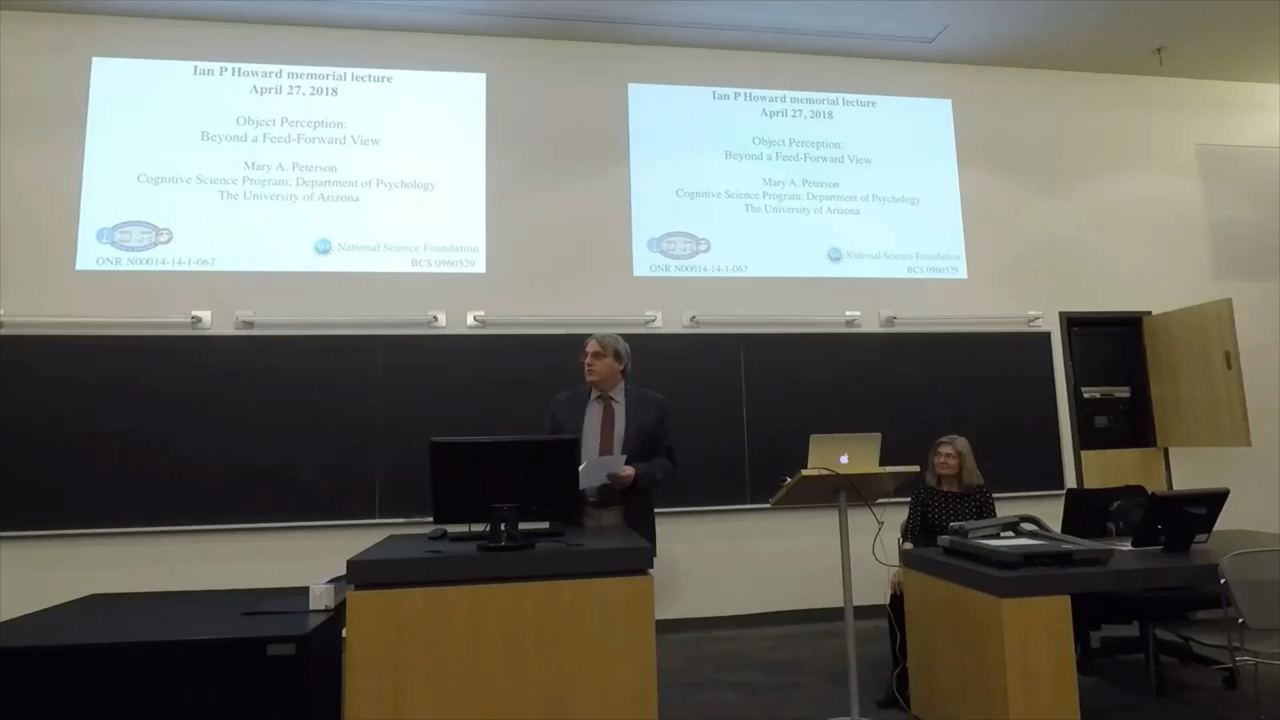 Ian P Howard memorial lecture
April 27, 2018
Object Perception:
Beyond a Feed-Forward View
Mary A. Peterson
Cognitive Science Program; Department of Psychology
The University of Arizona
National Science Foundation
ONR N00014-14-1-067
BCS 0960529
Ian P Howard memorial lecture
April 27, 2018
Object Perception:
Beyond a Feed-Forward View
Mary A. Peterson
Cognitive Science Program; Department of Psychology
The University of Arizona
National Science Foundation
ONR N00014-14-1-067
BCS 0960529